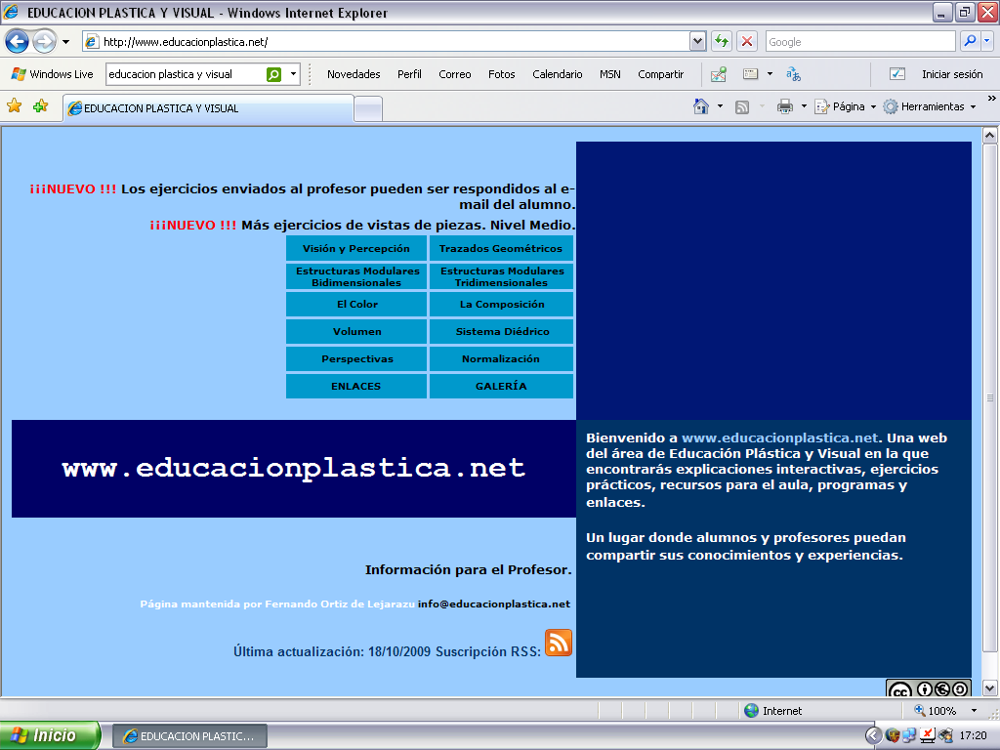 EDUCACION PLASTICA Y VISUAL - Windows Internet Explorer
http://www.educacionplastica.net/
Google
Windows Live
educacion plastica y visual
Novedades
Perfil
Correo
Fotos
Calendario
MSN
Compartir
Iniciar sesión
EDUCACION PLASTICA Y VISUAL
Página
Herramientas
¡¡¡NUEVO !!! Los ejercicios enviados al profesor pueden ser respondidos al e-
mail del alumno.
¡¡¡NUEVO !!! Más ejercicios de vistas de piezas. Nivel Medio.
Visión y Percepción
Trazados Geométricos
Estructuras Modulares
Bidimensionales
Estructuras Modulares
Tridimensionales
El Color
La Composición
Volumen
Sistema Diédrico
Perspectivas
Normalización
ENLACES
GALERÍA
www.educacionplastica.net
Bienvenido a www.educacionplastica.net. Una web
del área de Educación Plástica y Visual en la que
encontrarás explicaciones interactivas, ejercicios
prácticos, recursos para el aula, programas y
enlaces.
Un lugar donde alumnos y profesores puedan
compartir sus conocimientos y experiencias.
Información para el Profesor.
Página mantenida por Fernando Ortiz de Lejarazu info@educacionplastica.net
Última actualización: 18/10/2009 Suscripción RSS:
cc
Internet
100%
Inicio
EDUCACION PLASTIC...
17:20